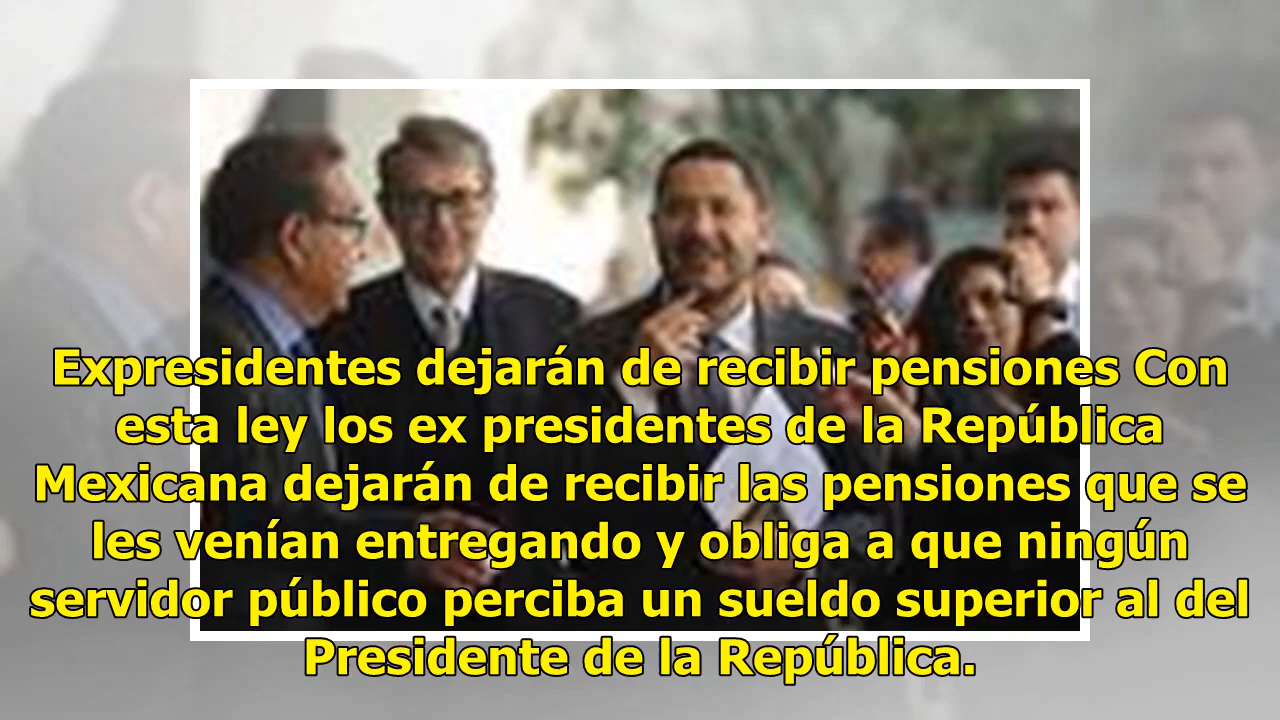 Expresidentes dejarán de recibir pensiones Con
esta ley los ex presidentes de la República
Mexicana dejarán de recibir las pensiones que se
les venían entregando y obliga a que ningún
servidor público perciba un sueldo superior al del
Presidente de la República.